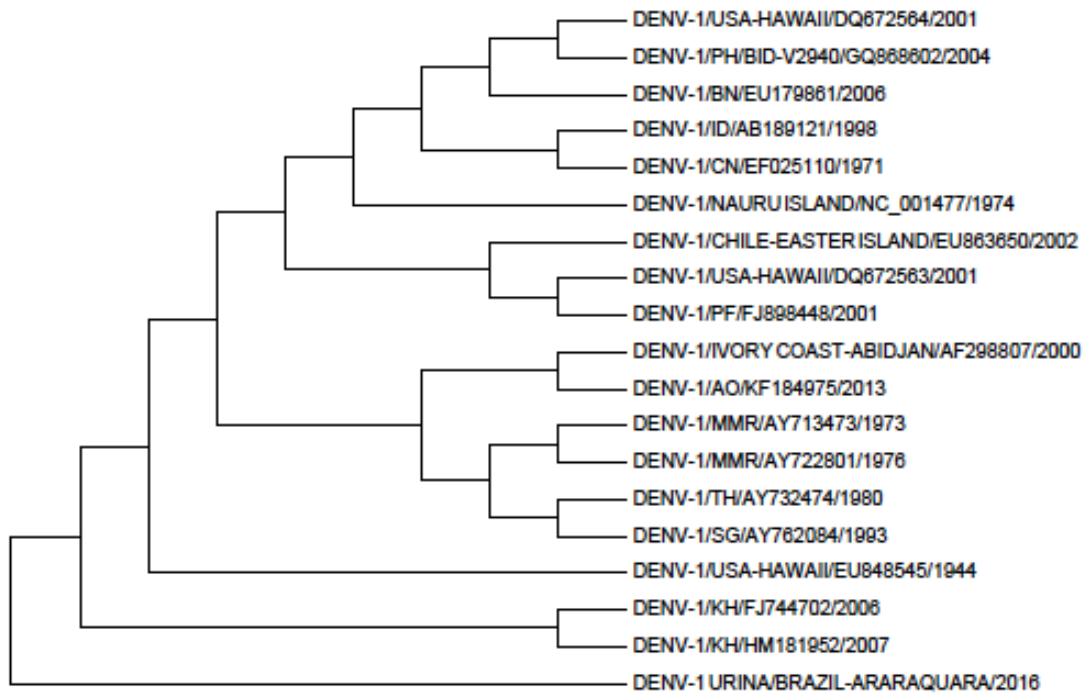 DENV-1/USA-HAWAII/DQ672564/2001
DENV-1/PH/BID-V2940/GQ868602/2004
DENV-1/BN/EU179861/2006
DENV-1/ID/AB189121/1998
DENV-1/CN/EF025110/1971
DENV-1/NAURU ISLAND/NC_001477/1974
DENV-1/CHILE-EASTER ISLAND/EU863650/2002
DENV-1/USA-HAWAII/DQ672563/2001
DENV-1/PF/FJ898448/2001
DENV-1/IVORY COAST-ABIDJAN/AF298807/2000
DENV-1/AO/KF184975/2013
DENV-1/MMR/AY713473/1973
DENV-1/MMR/AY722801/1976
DENV-1/TH/AY732474/1980
DENV-1/SG/AY762084/1993
DENV-1/USA-HAWAII/EU848545/1944
DENV-1/KH/FJ744702/2006
DENV-1/KH/HM181952/2007
DENV-1 URINA/BRAZIL-ARARAQUARA/2016